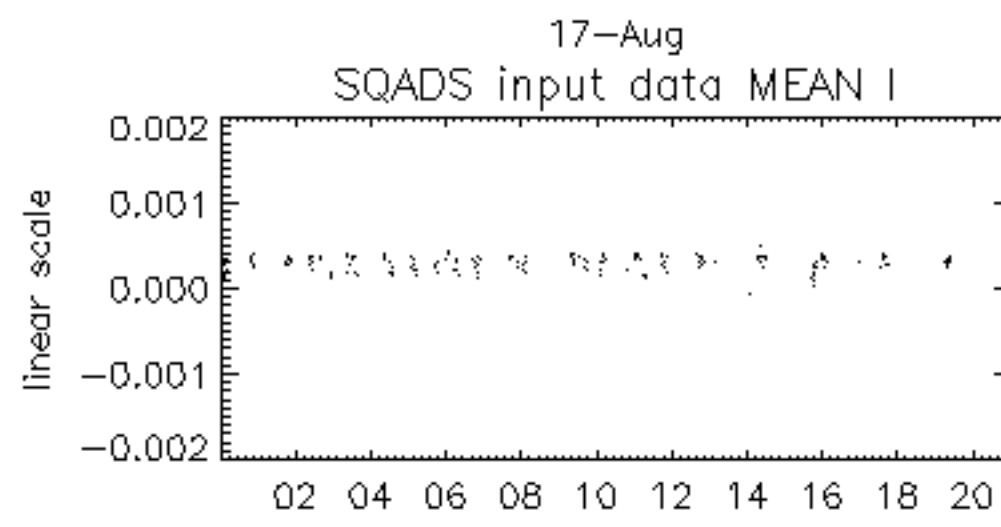 17-Aug
SQADS input data MEAN I
0.002
0.001
0.000
-0.001
-0.002
linear scale
02 04 06 08 10 12 14 16 18 20